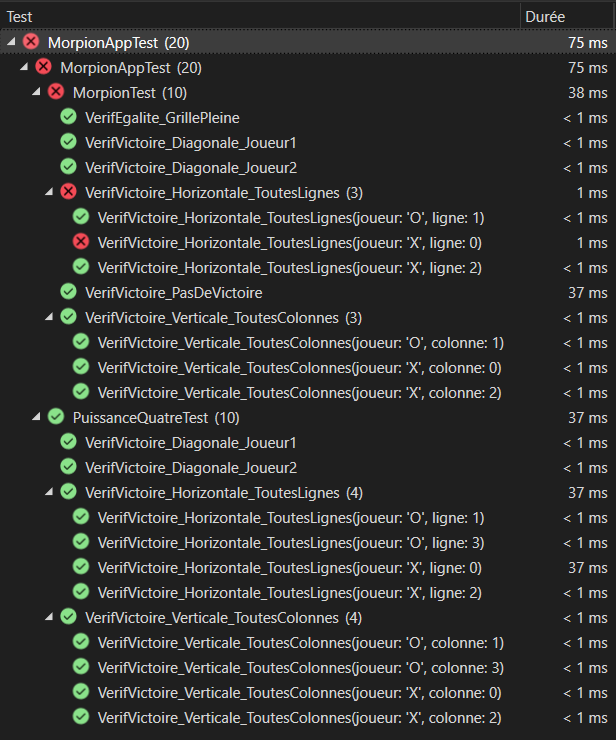 Test Durée
MorpionAppTest (20) 75 ms
MorpionAppTest (20) 75 ms
MorpionTest (10) 38 ms
VerifEgalite_GrillePleine < 1 ms
VerifVictoire_Diagonale_Joueur1 < 1 ms
VerifVictoire_Diagonale_Joueur2 < 1 ms
VerifVictoire_Horizontale_ToutesLignes (3) 1 ms
VerifVictoire_Horizontale_ToutesLignes(joueur: 'O', ligne: 1) < 1 ms
VerifVictoire_Horizontale_ToutesLignes(joueur: 'X', ligne: 0) 1 ms
VerifVictoire_Horizontale_ToutesLignes(joueur: 'X', ligne: 2) < 1 ms
VerifVictoire_PasDeVictoire 37 ms
VerifVictoire_Verticale_ToutesColonnes (3) < 1 ms
VerifVictoire_Verticale_ToutesColonnes(joueur: 'O', colonne: 1) < 1 ms
VerifVictoire_Verticale_ToutesColonnes(joueur: 'X', colonne: 0) < 1 ms
VerifVictoire_Verticale_ToutesColonnes(joueur: 'X', colonne: 2) < 1 ms
PuissanceQuatreTest (10) 37 ms
VerifVictoire_Diagonale_Joueur1 < 1 ms
VerifVictoire_Diagonale_Joueur2 < 1 ms
VerifVictoire_Horizontale_ToutesLignes (4) 37 ms
VerifVictoire_Horizontale_ToutesLignes(joueur: 'O', ligne: 1) < 1 ms
VerifVictoire_Horizontale_ToutesLignes(joueur: 'O', ligne: 3) < 1 ms
VerifVictoire_Horizontale_ToutesLignes(joueur: 'X', ligne: 0) 37 ms
VerifVictoire_Horizontale_ToutesLignes(joueur: 'X', ligne: 2) < 1 ms
VerifVictoire_Verticale_ToutesColonnes (4) < 1 ms
VerifVictoire_Verticale_ToutesColonnes(joueur: 'O', colonne: 1) < 1 ms
VerifVictoire_Verticale_ToutesColonnes(joueur: 'O', colonne: 3) < 1 ms
VerifVictoire_Verticale_ToutesColonnes(joueur: 'X', colonne: 0) < 1 ms
VerifVictoire_Verticale_ToutesColonnes(joueur: 'X', colonne: 2) < 1 ms